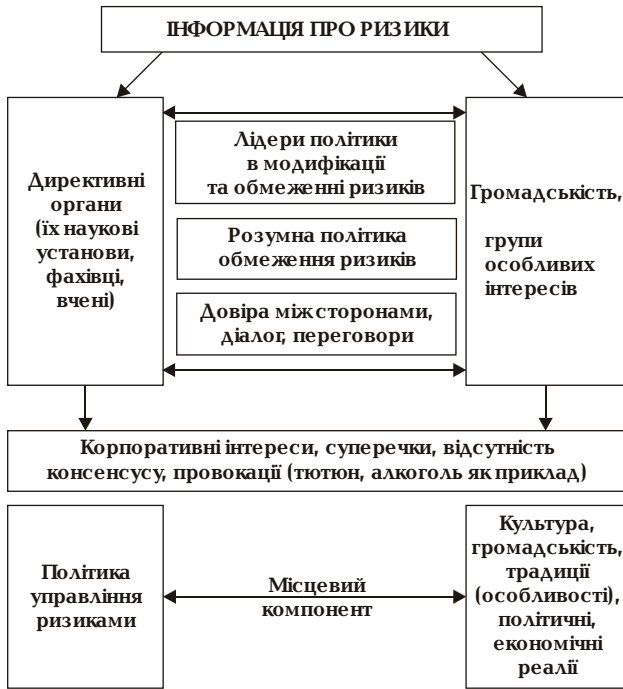 ІНФОРМАЦІЯ ПРО РИЗИКИ
Директивні
органи
(їх наукові
установи,
фахівці,
вчені)
Лідери політики
в модифікації
та обмеженні ризиків
Розумна політика
обмеження ризиків
Довіра між сторонами,
діалог, переговори
Громадськість,
групи
особливих
інтересів
Корпоративні інтереси, суперечки, відсутність
консенсусу, провокації (тютюн, алкоголь як приклад)
Політика
управління
ризиками
Місцевий
компонент
Культура,
громадськість,
традиції
(особливості),
політичні,
економічні
реалії